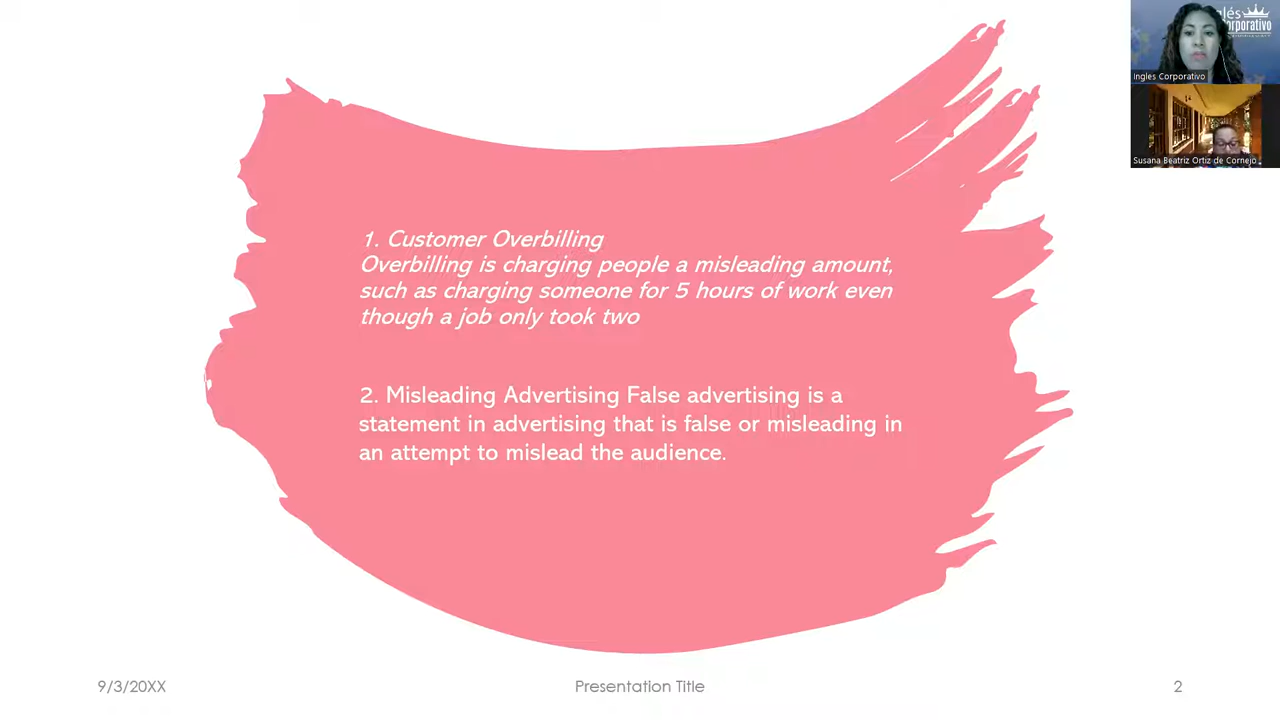 glés
orporativo
Ingles Corporativo
Susana Beatriz Ortiz de Cornejo
1. Customer Overbilling
Overbilling is charging people a misleading amount,
such as charging someone for 5 hours of work even
though a job only took two
2. Misleading Advertising False advertising is a
statement in advertising that is false or misleading in
an attempt to mislead the audience.
9/3/20XX
Presentation Title
2